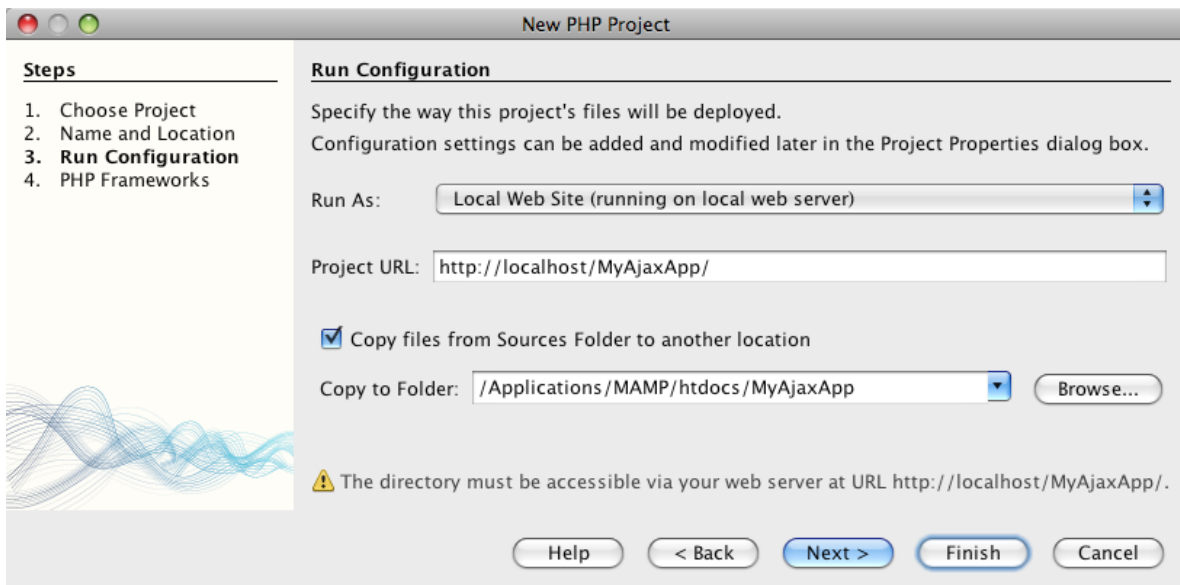 New PHP Project
Steps
1. Choose Project
2. Name and Location
3. Run Configuration
4. PHP Frameworks
Run Configuration
Specify the way this project's files will be deployed.
Configuration settings can be added and modified later in the Project Properties dialog box.
Run As: Local Web Site (running on local web server)
Project URL: http://localhost/MyAjaxApp/
Copy files from Sources Folder to another location
Copy to Folder: /Applications/MAMP/htdocs/MyAjaxApp Browse...
The directory must be accessible via your web server at URL http://localhost/MyAjaxApp/.
Help < Back Next > Finish Cancel